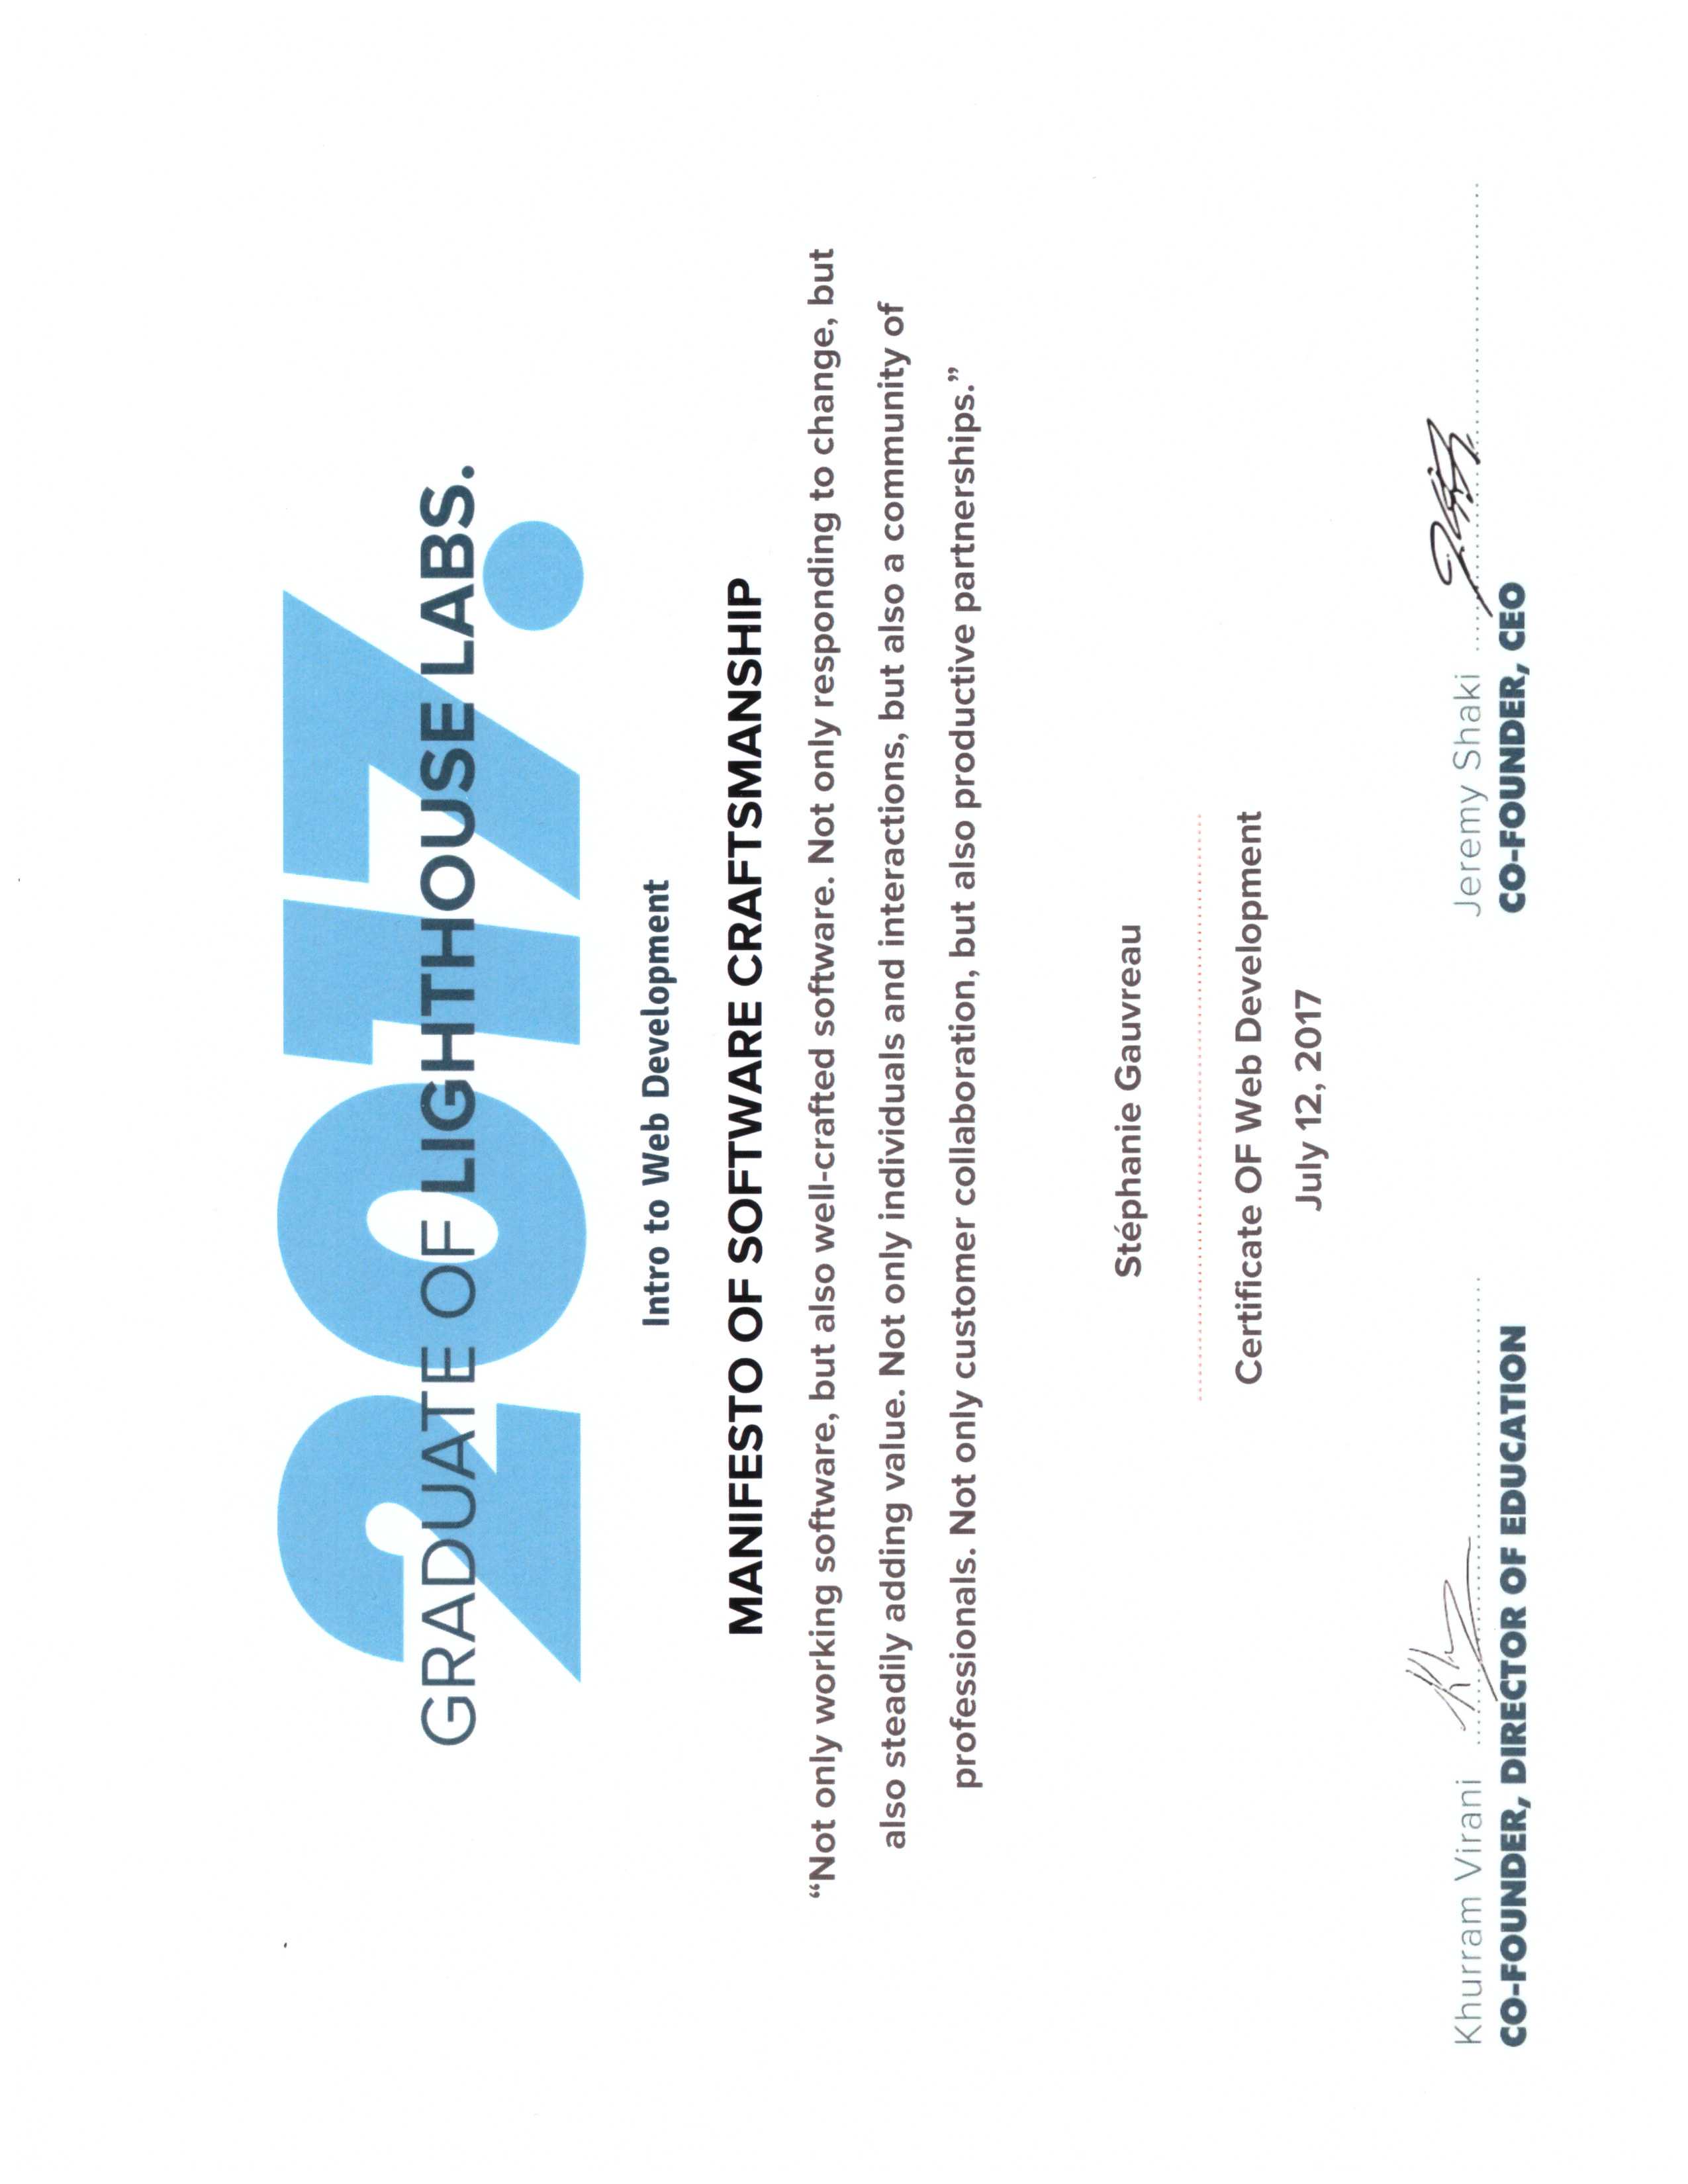 2017.
GRADUATE OF LIGHTHOUSE LABS.
Intro to Web Development
MANIFESTO OF SOFTWARE CRAFTSMANSHIP
“Not only working software, but also well-crafted software. Not only responding to change, but
also steadily adding value. Not only individuals and interactions, but also a community of
professionals. Not only customer collaboration, but also productive partnerships.”
Stéphanie Gauvreau
Certificate OF Web Development
July 12, 2017
Khurram Virani
CO-FOUNDER, DIRECTOR OF EDUCATION
Jeremy Shaki
CO-FOUNDER, CEO